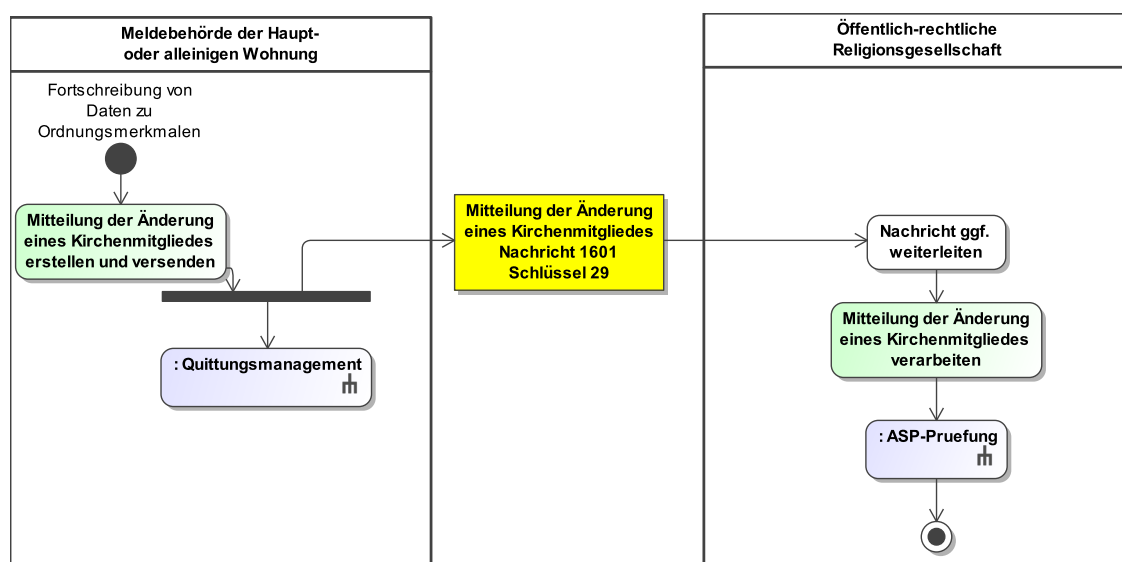 Meldebehörde der Haupt-
oder alleinigen Wohnung
Fortschreibung von
Daten zu
Ordnungsmerkmalen
Mitteilung der Änderung
eines Kirchenmitgliedes
erstellen und versenden
: Quittungsmanagement
Mitteilung der Änderung
eines Kirchenmitgliedes
Nachricht 1601
Schlüssel 29
Öffentlich-rechtliche
Religionsgesellschaft
Nachricht ggf.
weiterleiten
Mitteilung der Änderung
eines Kirchenmitgliedes
verarbeiten
: ASP-Pruefung